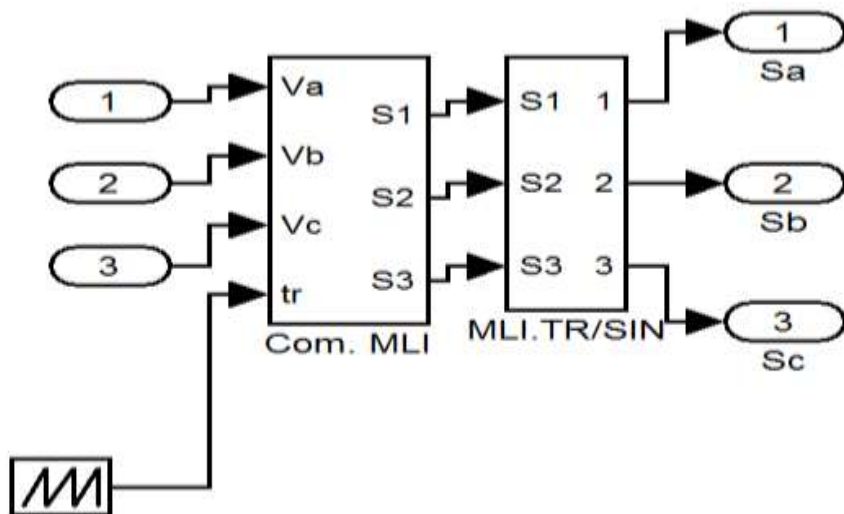 1
2
3
Va
Vb
Vc
tr
S1
S2
S3
Com. MLI
S1
S2
S3
1
2
3
MLI.TR/SIN
1
Sa
2
Sb
3
Sc